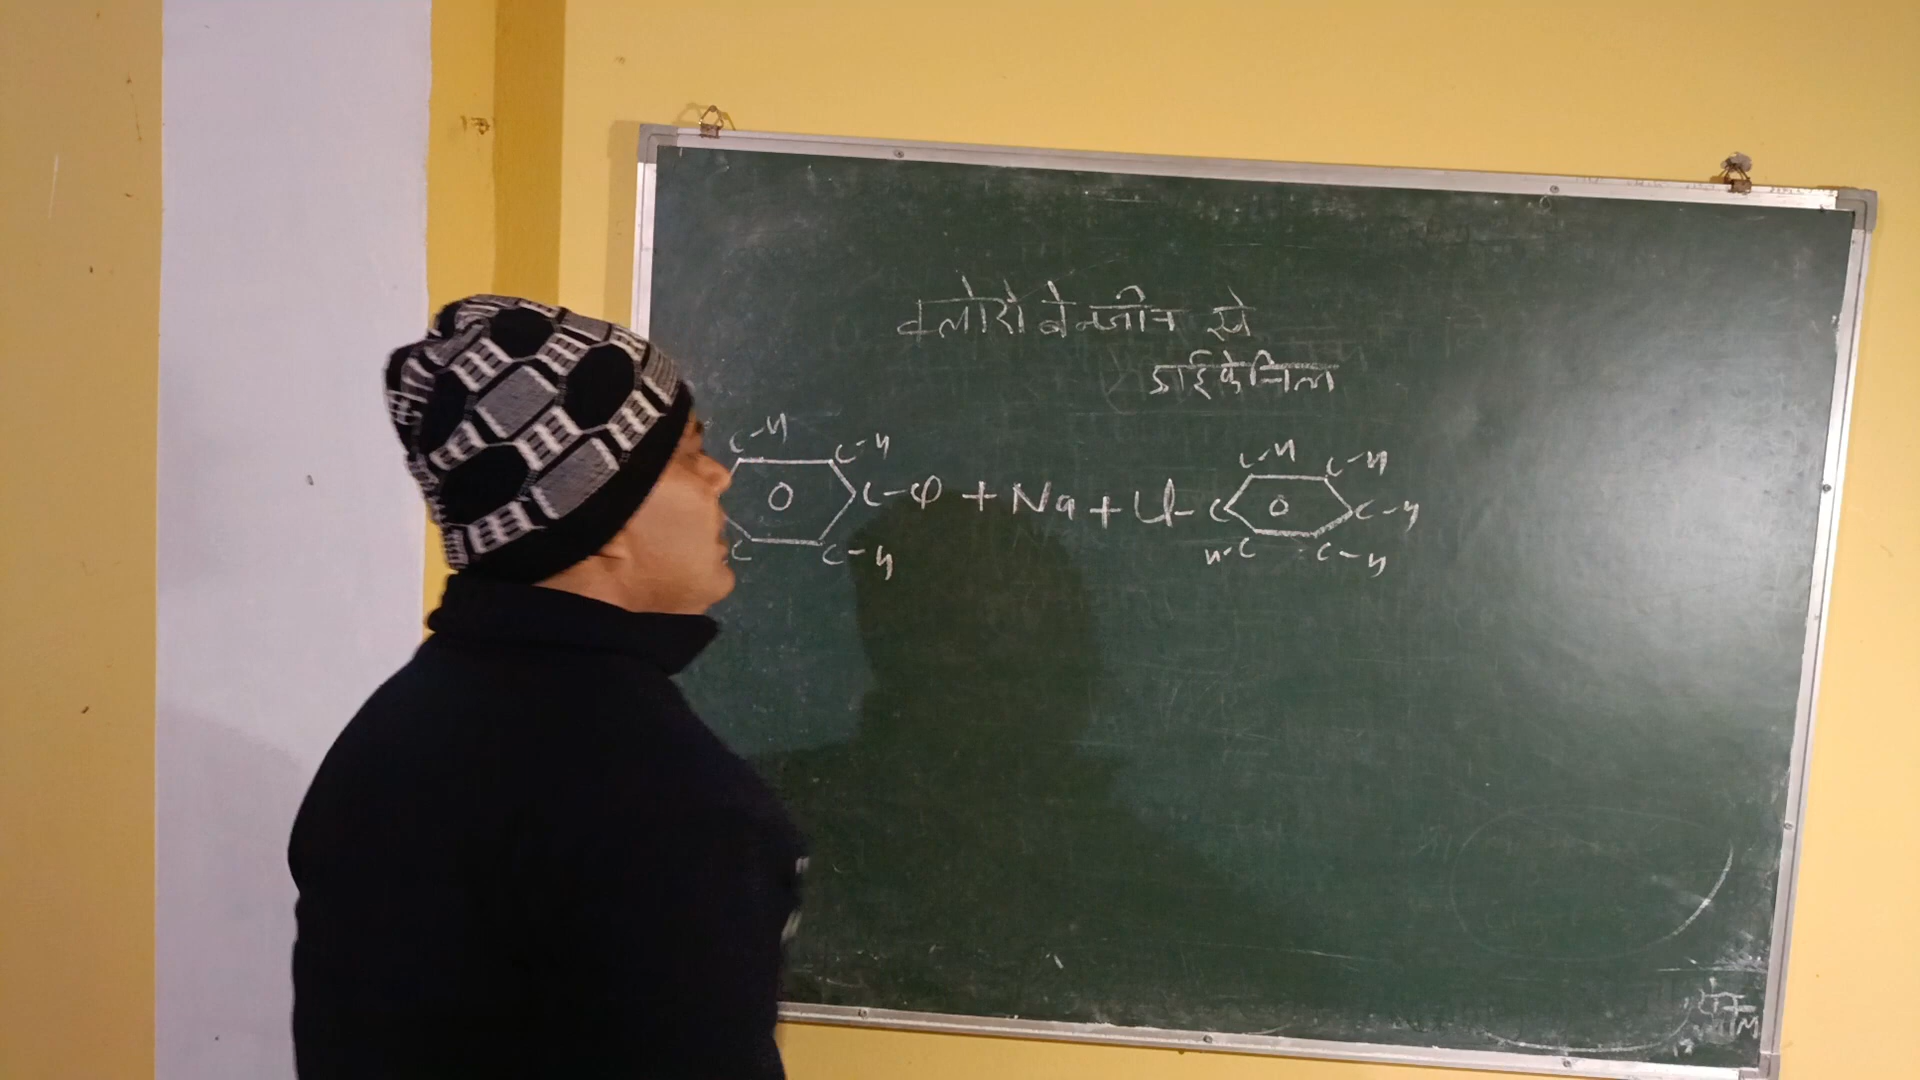 क्लोरो बेन्जीन से
डाईफेनिल
C-H C-H C-H C-H
O C-Cl + Na + Cl-C O C-H
C C-H H-C C-H